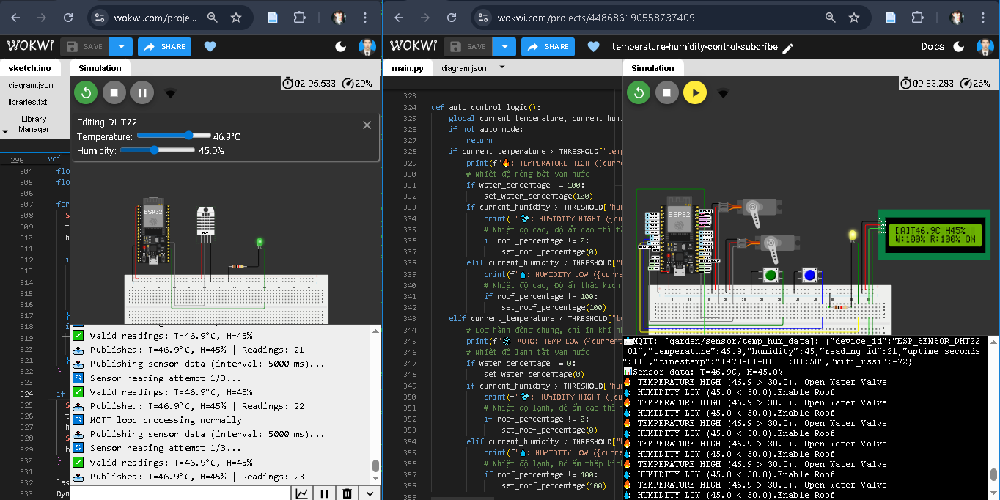 wokwi.com/proje...
WOKWI
SAVE
SHARE
sketch.ino
diagram.json
libraries.txt
Library
Manager
Simulation
02:05.533
20%
Editing DHT22
Temperature: 46.9°C
Humidity: 45.0%
296 voi
304 flo
305 flo
306
307 for
308 S
309 t
310 h
311
312 i
313
314
315
316
317 }
318 i
319
320
321 }
322 }
323
324 if
325 S
326 t
327 h
328 S
329 b
330 }
331
332 las
333 Dyn
ESP32
✅ Valid readings: T=46.9°C, H=45%
📤 Published: T=46.9°C, H=45% | Readings: 21
📤 Publishing sensor data (interval: 5000 ms)...
🔄 Sensor reading attempt 1/3...
✅ Valid readings: T=46.9°C, H=45%
📤 Published: T=46.9°C, H=45% | Readings: 22
🔄 MQTT loop processing normally
📤 Publishing sensor data (interval: 5000 ms)...
🔄 Sensor reading attempt 1/3...
✅ Valid readings: T=46.9°C, H=45%
📤 Published: T=46.9°C, H=45% | Readings: 23
wokwi.com/projects/448686190558737409
WOKWI
SAVE
SHARE
temperature-humidity-control-subcribe
Docs
main.py
diagram.json
323
324 def auto_control_logic():
325 global current_temperature, current_humi
326 if not auto_mode:
327 return
328 if current_temperature > THRESHOLD["temp
329 print(f"🔥: TEMPERATURE HIGH ({curre
330 # Nhiệt độ nóng bật van nước
331 if water_percentage != 100:
332 set_water_percentage(100)
333 if current_humidity > THRESHOLD["hum
334 print(f"💦: HUMIDITY HIGHT ({cu
335 # Nhiệt độ cao, độ ẩm cao thì tắ
336 if roof_percentage != 0:
337 set_roof_percentage(0)
338 elif current_humidity < THRESHOLD["h
339 print(f"💧: HUMIDITY LOW ({curre
340 # Nhiệt độ cao, Độ ẩm thấp kích
341 if roof_percentage != 100:
342 set_roof_percentage(100)
343 elif current_temperature < THRESHOLD["te
344 # Log hành động chung, chỉ in khi nh
345 print(f"❄️ AUTO: TEMP LOW ({current_
346 # Nhiệt độ lạnh tắt van nước
347 if water_percentage != 0:
348 set_water_percentage(0)
349 if current_humidity > THRESHOLD["hum
350 print(f"💦: HUMIDITY HIGHT ({cu
351 # Nhiệt độ lạnh, độ ẩm cao thì t
352 if roof_percentage != 0:
353 set_roof_percentage(0)
354 elif current_humidity < THRESHOLD["h
355 print(f"💧: HUMIDITY LOW ({curre
356 # Nhiệt độ lạnh, Độ ẩm thấp kích
357 if roof_percentage != 100:
358 set_roof_percentage(100)
359
Simulation
00:33.283
26%
ESP32
[A]T46.9C H45%
W:100% R:100% ON
MQTT: [garden/sensor/temp_hum_data]: {"device_id":"ESP_SENSOR_DHT22
_01","temperature":46.9,"humidity":45,"reading_id":21,"uptime_seconds
":110,"timestamp":"1970-01-01 00:01:50","wifi_rssi":-72}
📊Sensor data: T=46.9C, H=45.0%
🔥: TEMPERATURE HIGH (46.9 > 30.0). Open Water Valve
💧: HUMIDITY LOW (45.0 < 50.0).Enable Roof
🔥: TEMPERATURE HIGH (46.9 > 30.0). Open Water Valve
💧: HUMIDITY LOW (45.0 < 50.0).Enable Roof
🔥: TEMPERATURE HIGH (46.9 > 30.0). Open Water Valve
💧: HUMIDITY LOW (45.0 < 50.0).Enable Roof
🔥: TEMPERATURE HIGH (46.9 > 30.0). Open Water Valve
💧: HUMIDITY LOW (45.0 < 50.0).Enable Roof
🔥: TEMPERATURE HIGH (46.9 > 30.0). Open Water Valve
💧: HUMIDITY LOW (45.0 < 50.0).Enable Roof
🔥: TEMPERATURE HIGH (46.9 > 30.0). Open Water Valve
💧: HUMIDITY LOW (45.0 < 50.0).Enable Roof